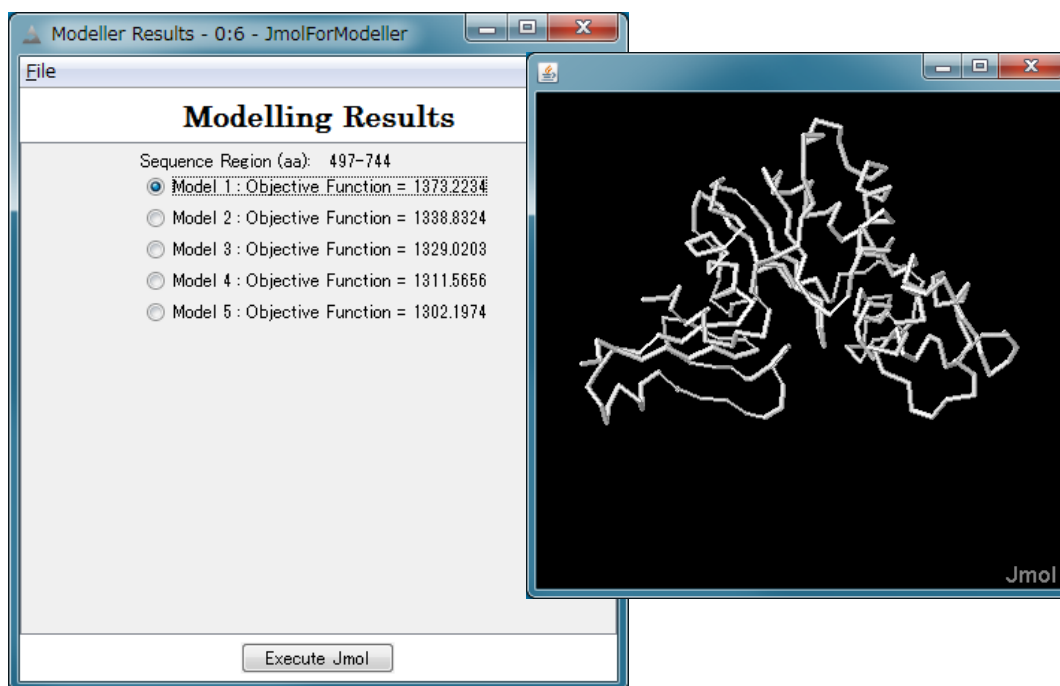 Modeller Results - 0:6 - JmolForModeller
File
Modelling Results
Sequence Region (aa): 497-744
Model 1 : Objective Function = 1373.2234
Model 2 : Objective Function = 1338.8324
Model 3 : Objective Function = 1329.0203
Model 4 : Objective Function = 1311.5656
Model 5 : Objective Function = 1302.1974
Execute Jmol
Jmol